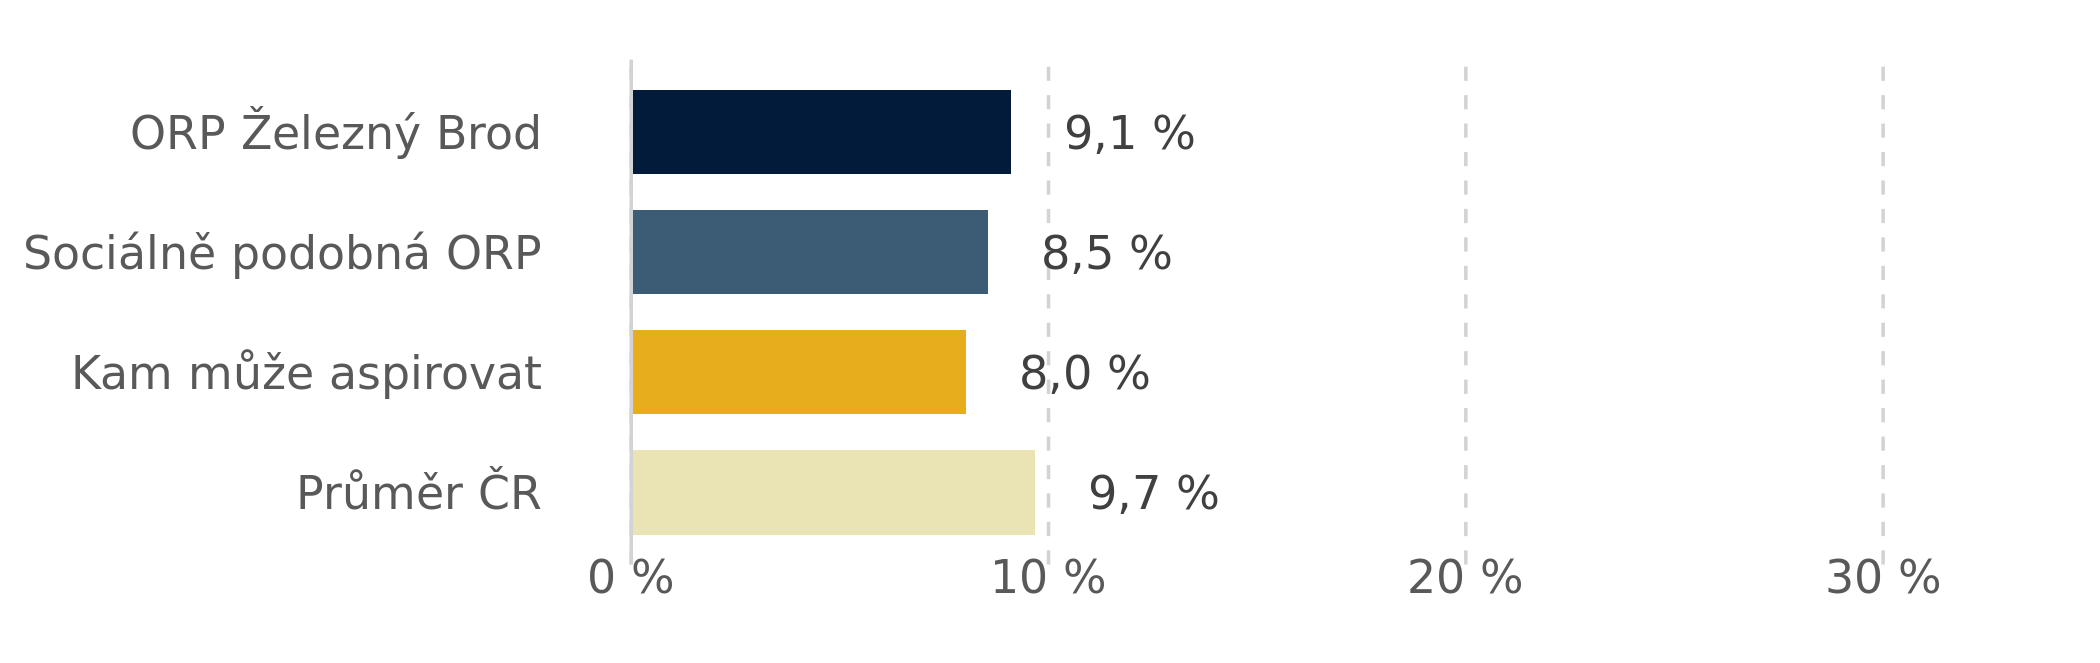 ORP Železný Brod 9,1 %
Sociálně podobná ORP 8,5 %
Kam může aspirovat 8,0 %
Průměr ČR 9,7 %
0 % 10 % 20 % 30 %